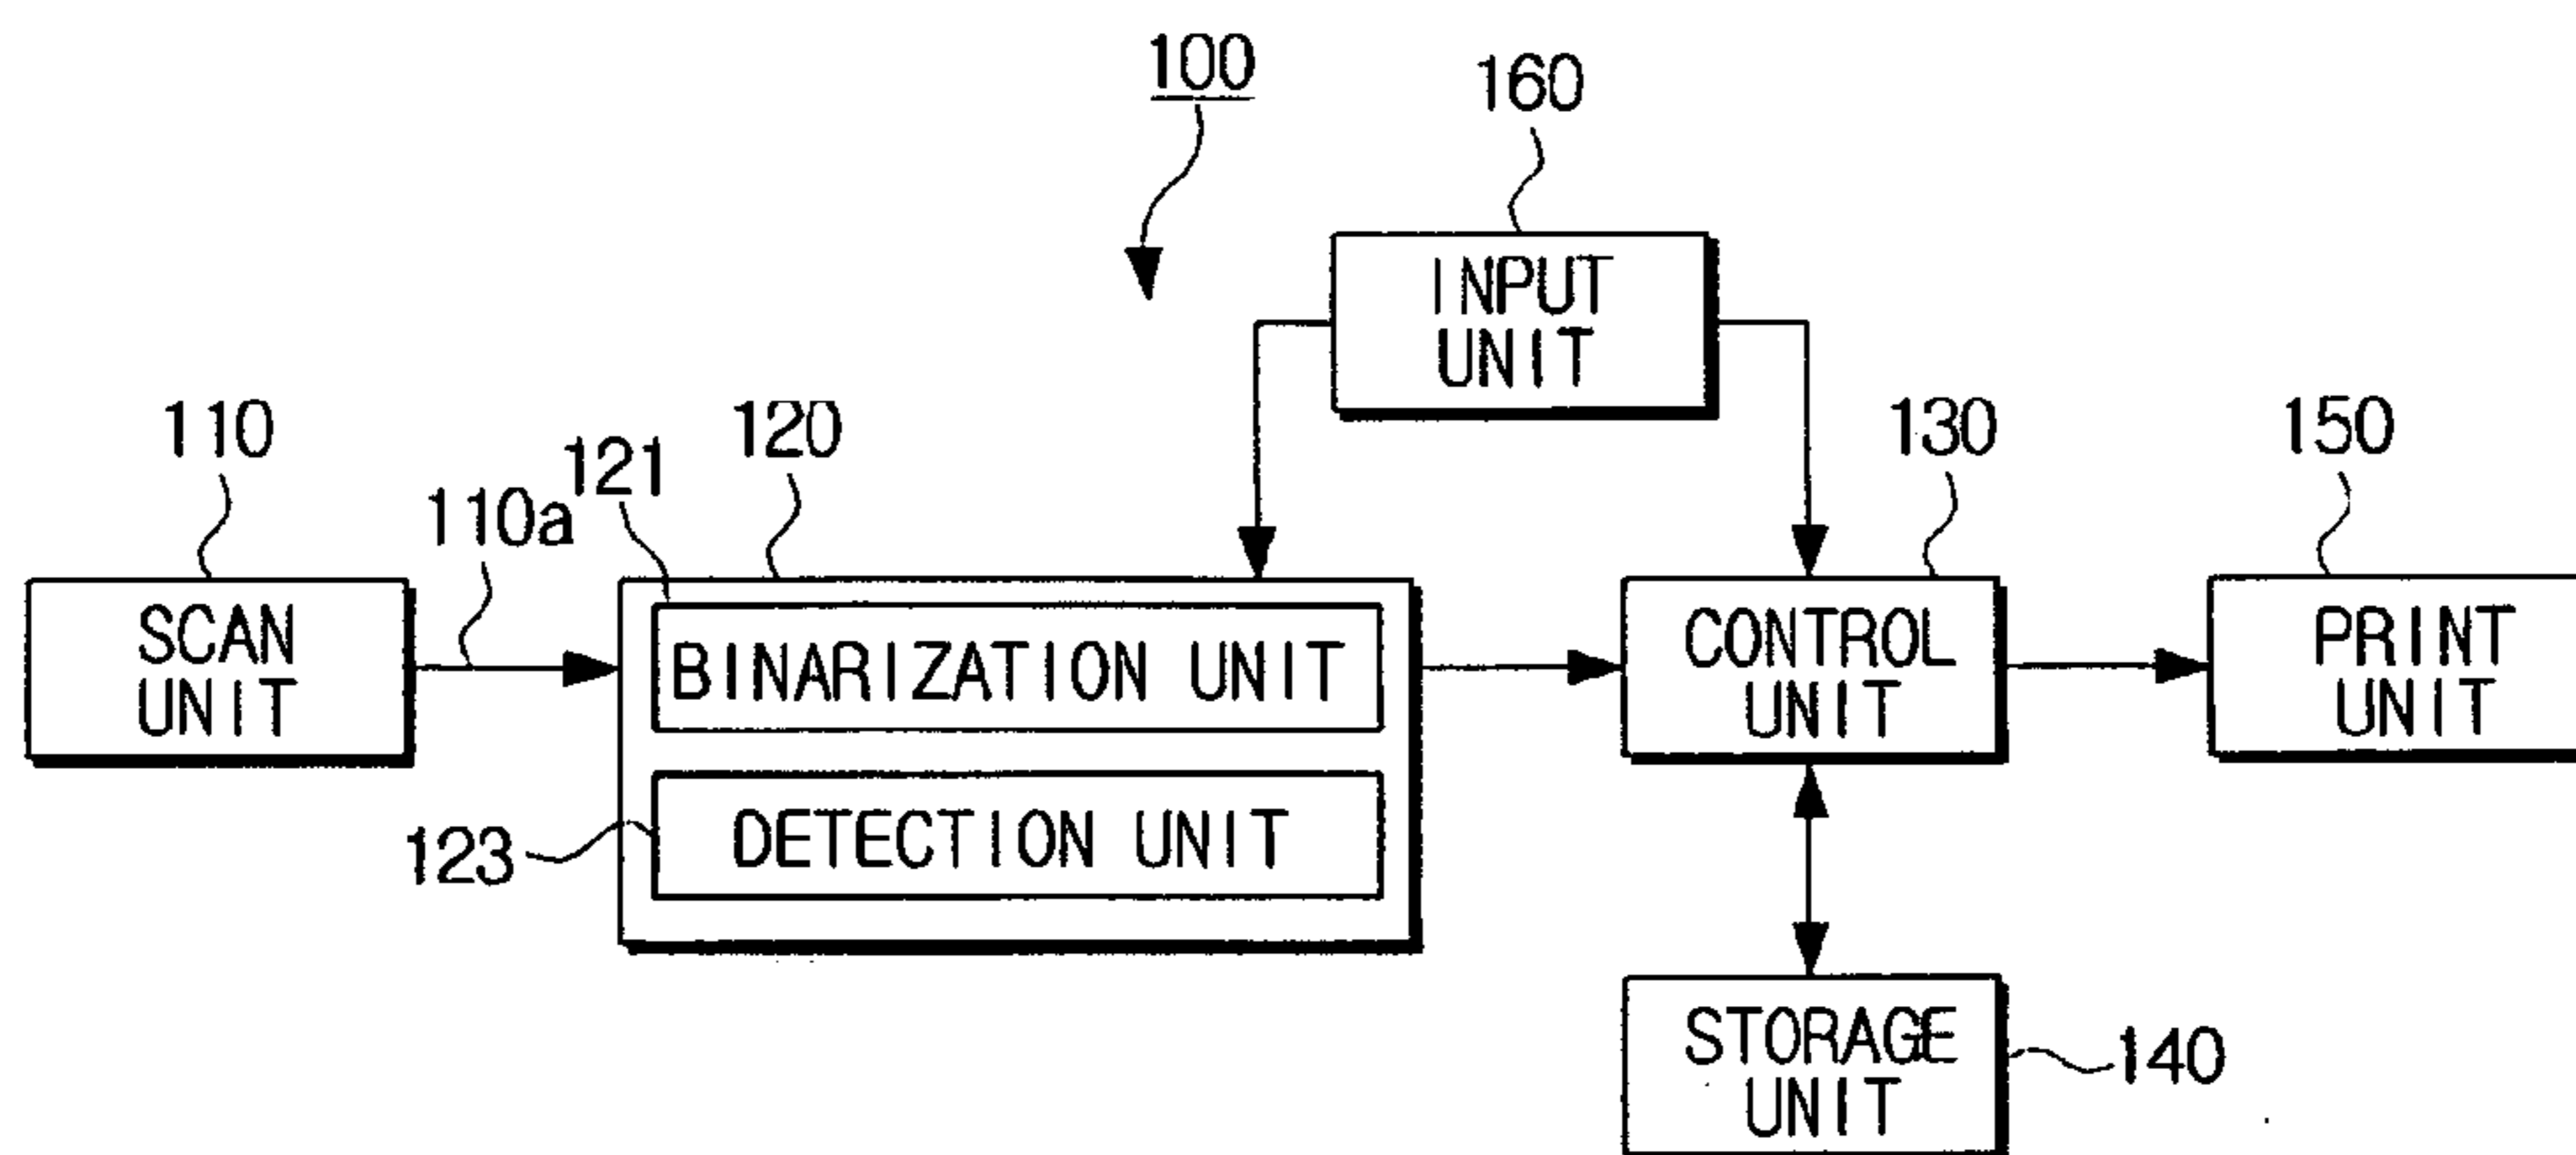 100
160
INPUT
UNIT
110
110a
121
120
130
150
SCAN
UNIT
BINARIZATION UNIT
CONTROL
UNIT
PRINT
UNIT
123
DETECTION UNIT
STORAGE
UNIT
140